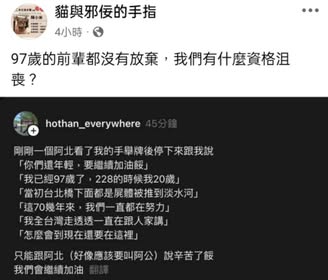 貓與邪佞的手指
4小時·
97歲的前輩都沒有放棄，我們有什麼資格沮
喪？
hothan_everywhere 45分鐘
剛剛一個阿北看了我的手舉牌後停下來跟我說
「你們還年輕，要繼續加油餒」
「我已經97歲了，228的時候我20歲」
「當初台北橋下面都是屍體被推到淡水河」
「這70幾年來，我們一直都在努力」
「我全台灣走透透一直在跟人家講」
「怎麼會到現在還要在這裡」
只能跟阿北（好像應該要叫阿公）說辛苦了餒
我們會繼續加油 翻譯